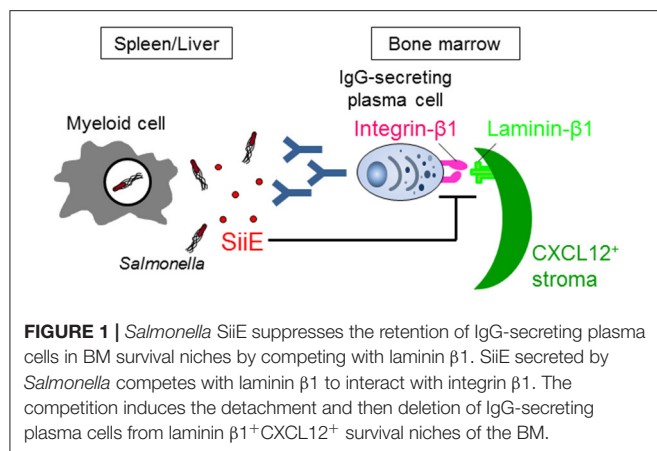 Spleen/Liver
Bone marrow
IgG-secreting
plasma cell
Myeloid cell
Integrin-β1
Laminin-β1
Salmonella
SiiE
CXCL12⁺
stroma
FIGURE 1 | Salmonella SiiE suppresses the retention of IgG-secreting plasma
cells in BM survival niches by competing with laminin β1. SiiE secreted by
Salmonella competes with laminin β1 to interact with integrin β1. The
competition induces the detachment and then deletion of IgG-secreting
plasma cells from laminin β1⁺CXCL12⁺ survival niches of the BM.